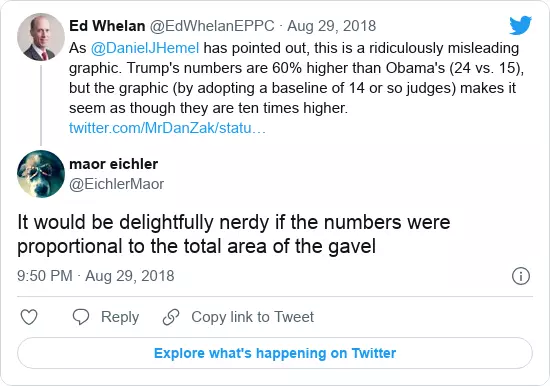 Ed Whelan @EdWhelanEPPC · Aug 29, 2018
As @DanielJHemel has pointed out, this is a ridiculously misleading
graphic. Trump's numbers are 60% higher than Obama's (24 vs. 15),
but the graphic (by adopting a baseline of 14 or so judges) makes it
seem as though they are ten times higher.
twitter.com/MrDanZak/statu…
maor eichler
@EichlerMaor
It would be delightfully nerdy if the numbers were
proportional to the total area of the gavel
9:50 PM · Aug 29, 2018
Reply
Copy link to Tweet
Explore what's happening on Twitter